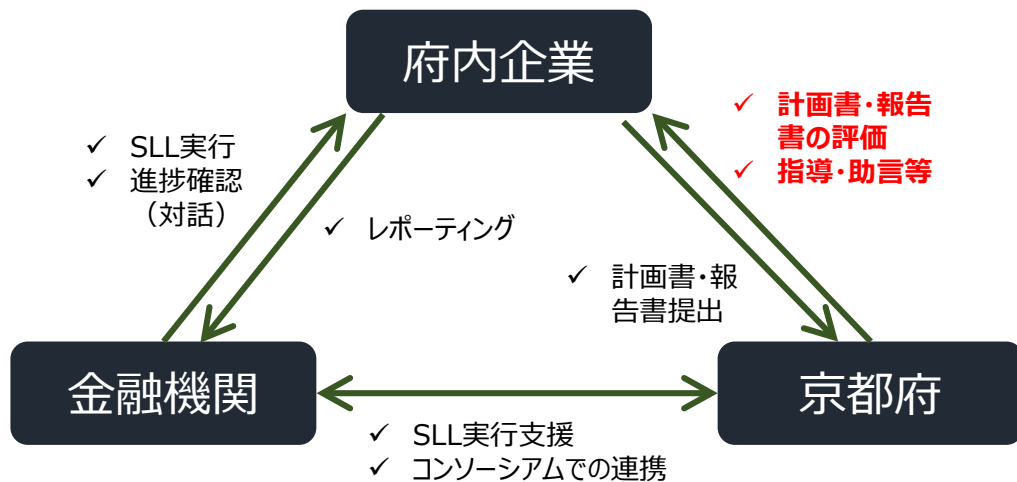 府内企業
✓ SLL実行
✓ 進捗確認
（対話）
✓ レポーティング
✓ 計画書・報告
書の評価
✓ 指導・助言等
✓ 計画書・報
告書提出
金融機関
京都府
✓ SLL実行支援
✓ コンソーシアムでの連携